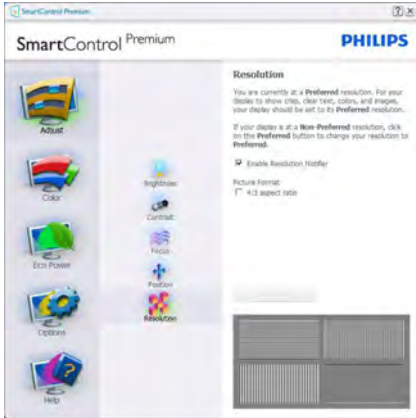 SmartControl Premium
SmartControl Premium
PHILIPS
Adjust
Color
Eco Power
Options
Help
Brightness
Contrast
Focus
Position
Resolution
Resolution
You are currently at a Preferred resolution. For your
display to show crisp, clear text, colors, and images,
your display should be set to its Preferred resolution.
If your display is at a Non-Preferred resolution, click
on the Preferred button to change your resolution to
Preferred.
Enable Resolution Notifier
Picture Format
4:3 aspect ratio